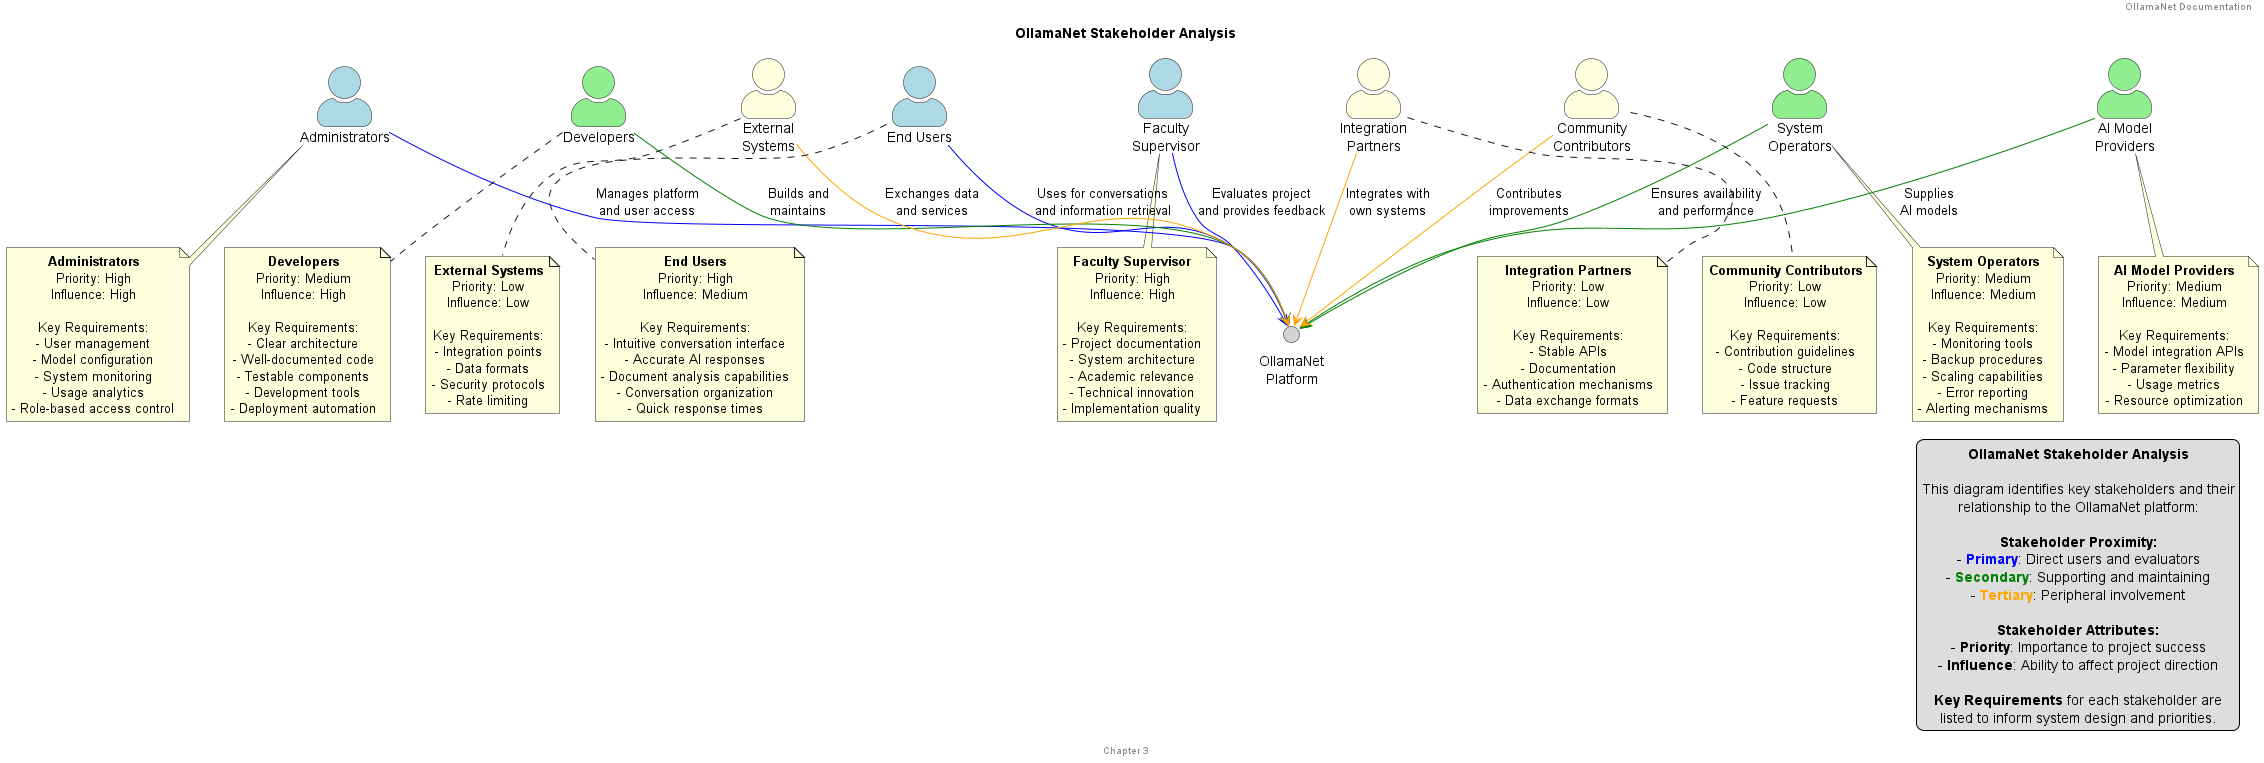 OllamaNet Documentation
OllamaNet Stakeholder Analysis
Administrators
Developers
External
Systems
End Users
Faculty
Supervisor
Integration
Partners
Community
Contributors
System
Operators
AI Model
Providers
Manages platform
and user access
Builds and
maintains
Exchanges data
and services
Uses for conversations
and information retrieval
Evaluates project
and provides feedback
Integrates with
own systems
Contributes
improvements
Ensures availability
and performance
Supplies
AI models
Administrators
Priority: High
Influence: High
Key Requirements:
- User management
- Model configuration
- System monitoring
- Usage analytics
- Role-based access control
Developers
Priority: Medium
Influence: High
Key Requirements:
- Clear architecture
- Well-documented code
- Testable components
- Development tools
- Deployment automation
External Systems
Priority: Low
Influence: Low
Key Requirements:
- Integration points
- Data formats
- Security protocols
- Rate limiting
End Users
Priority: High
Influence: Medium
Key Requirements:
- Intuitive conversation interface
- Accurate AI responses
- Document analysis capabilities
- Conversation organization
- Quick response times
Faculty Supervisor
Priority: High
Influence: High
Key Requirements:
- Project documentation
- System architecture
- Academic relevance
- Technical innovation
- Implementation quality
OllamaNet
Platform
Integration Partners
Priority: Low
Influence: Low
Key Requirements:
- Stable APIs
- Documentation
- Authentication mechanisms
- Data exchange formats
Community Contributors
Priority: Low
Influence: Low
Key Requirements:
- Contribution guidelines
- Code structure
- Issue tracking
- Feature requests
System Operators
Priority: Medium
Influence: Medium
Key Requirements:
- Monitoring tools
- Backup procedures
- Scaling capabilities
- Error reporting
- Alerting mechanisms
AI Model Providers
Priority: Medium
Influence: Medium
Key Requirements:
- Model integration APIs
- Parameter flexibility
- Usage metrics
- Resource optimization
OllamaNet Stakeholder Analysis
This diagram identifies key stakeholders and their
relationship to the OllamaNet platform:
Stakeholder Proximity:
- Primary: Direct users and evaluators
- Secondary: Supporting and maintaining
- Tertiary: Peripheral involvement
Stakeholder Attributes:
- Priority: Importance to project success
- Influence: Ability to affect project direction
Key Requirements for each stakeholder are
listed to inform system design and priorities.
Chapter 3